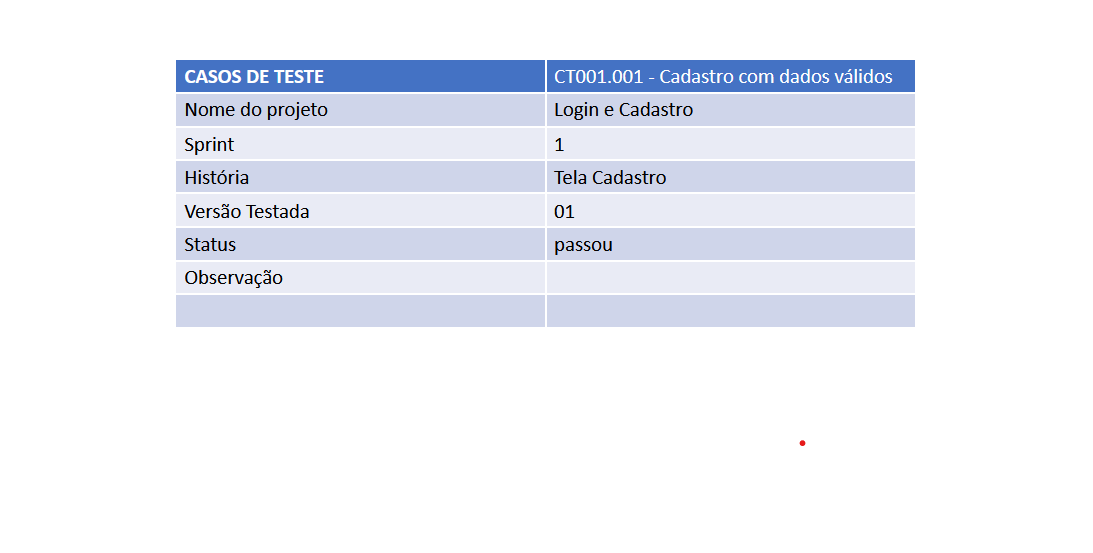 CASOS DE TESTE CT001.001 - Cadastro com dados válidos
Nome do projeto Login e Cadastro
Sprint 1
História Tela Cadastro
Versão Testada 01
Status passou
Observação